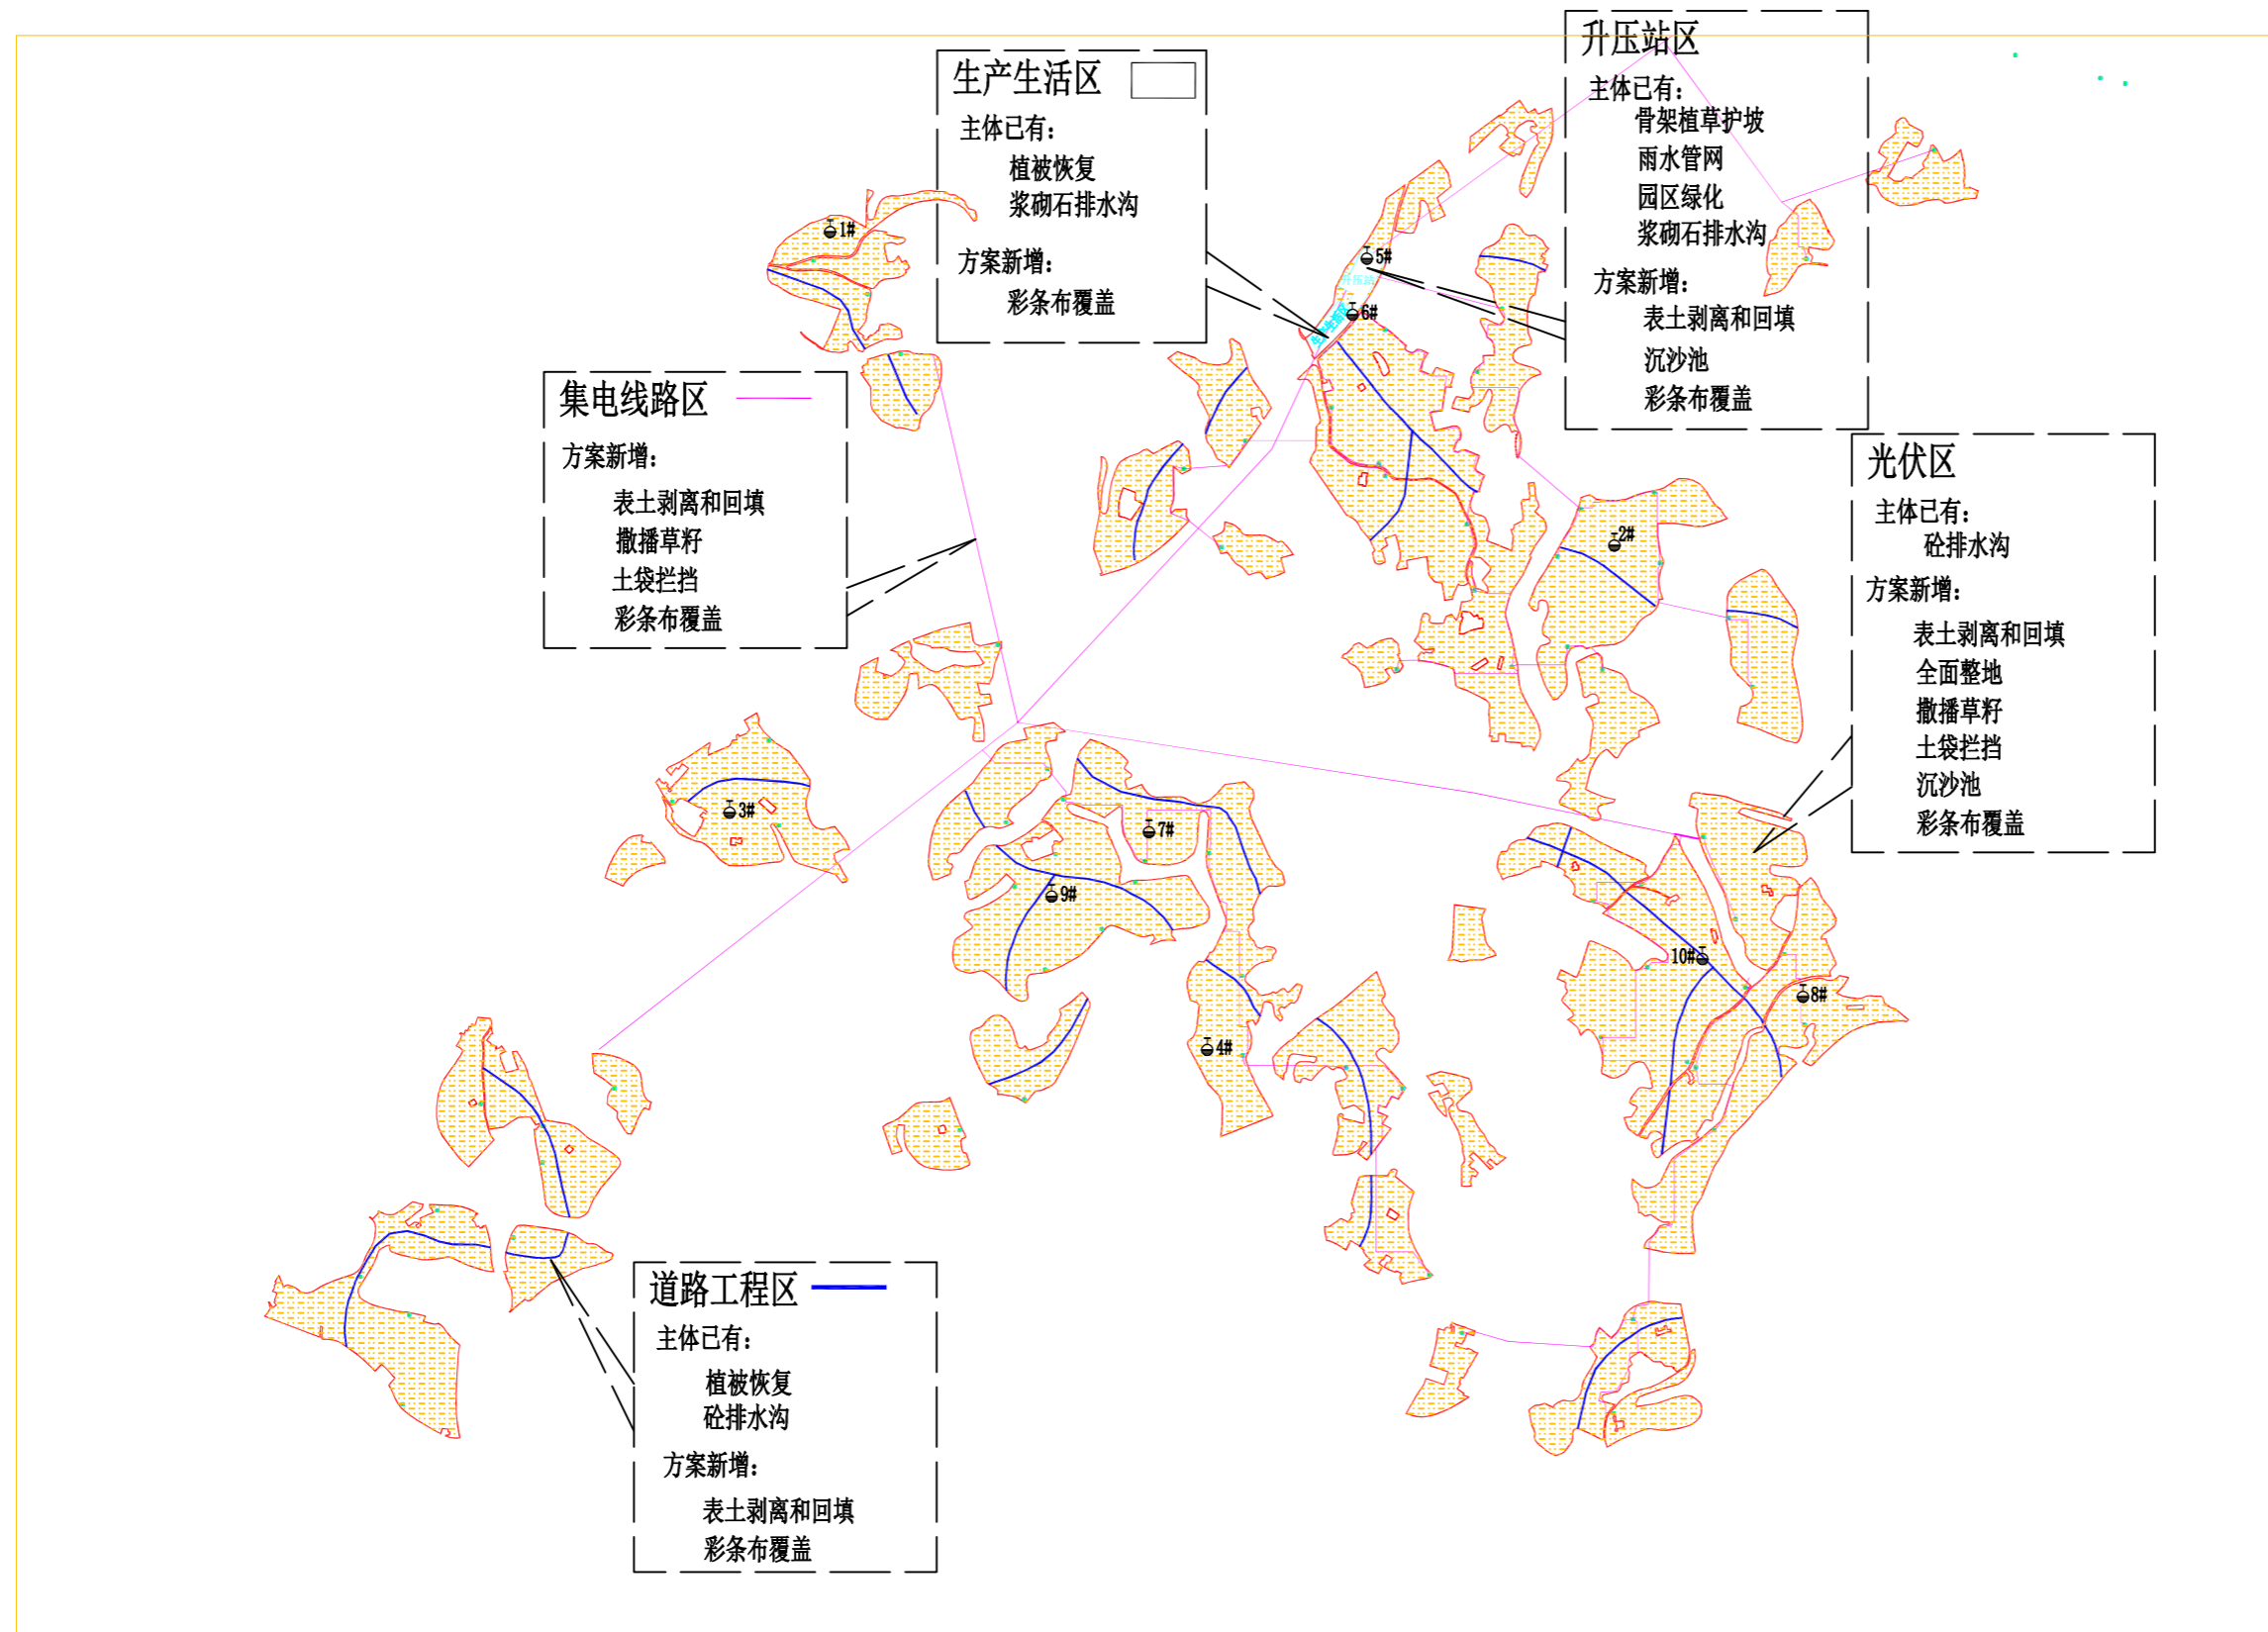 生产生活区
主体已有：
植被恢复
浆砌石排水沟
方案新增：
彩条布覆盖
升压站区
主体已有：
骨架植草护坡
雨水管网
园区绿化
浆砌石排水沟
方案新增：
表土剥离和回填
沉沙池
彩条布覆盖
集电线路区
方案新增：
表土剥离和回填
撒播草籽
土袋拦挡
彩条布覆盖
光伏区
主体已有：
砼排水沟
方案新增：
表土剥离和回填
全面整地
撒播草籽
土袋拦挡
沉沙池
彩条布覆盖
道路工程区
主体已有：
植被恢复
砼排水沟
方案新增：
表土剥离和回填
彩条布覆盖
1#
5#
升压站
6#
生产生活区
2#
3#
7#
9#
10#
8#
4#